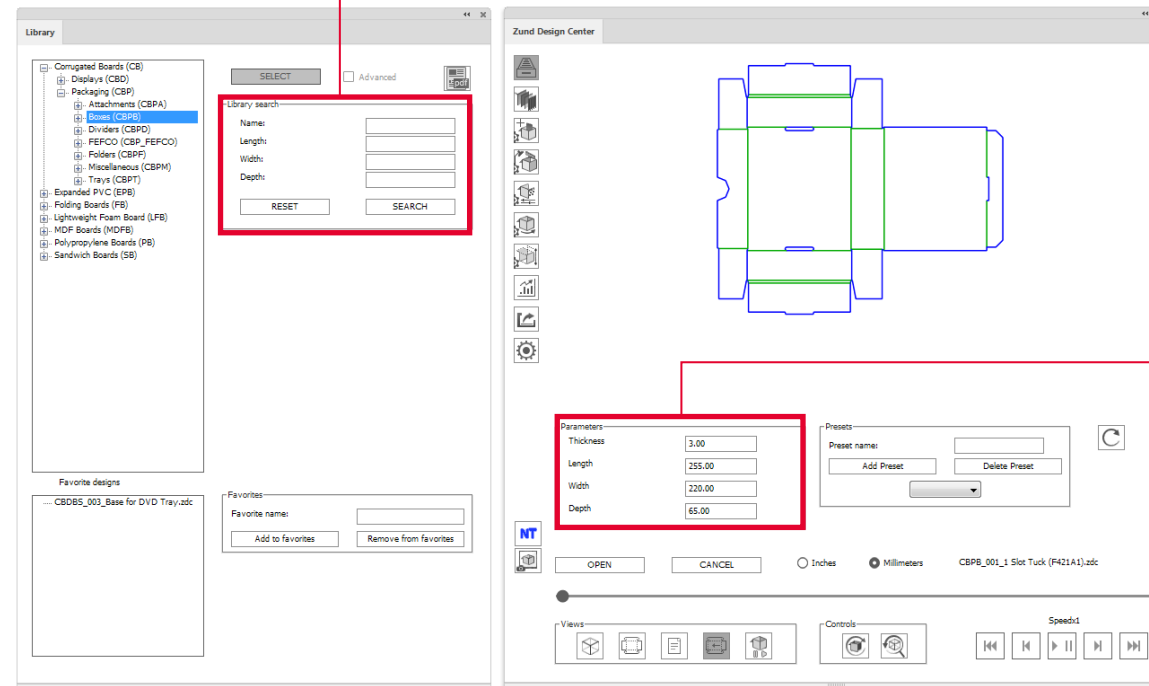 Library
Corrugated Boards (CB)
Displays (CBD)
Packaging (CBP)
Attachments (CBPA)
Boxes (CBPB)
Dividers (CBPD)
FEFCO (CBP_FEFCO)
Folders (CBPF)
Miscellaneous (CBPM)
Trays (CBPT)
Expanded PVC (EPB)
Folding Boards (FB)
Lightweight Foam Board (LFB)
MDF Boards (MDFB)
Polypropylene Boards (PB)
Sandwich Boards (SB)
SELECT
Advanced
pdf
Library search
Name:
Length:
Width:
Depth:
RESET SEARCH
Favorite designs
CBDBS_003_Base for DVD Tray.zdc
Favorites
Favorite name:
Add to favorites Remove from favorites
Zund Design Center
Parameters
Thickness 3.00
Length 255.00
Width 220.00
Depth 65.00
Presets
Preset name:
Add Preset Delete Preset
NT
OPEN CANCEL Inches Millimeters CBPB_001_1 Slot Tuck (F421A1).zdc
Views
Controls
Speedx1